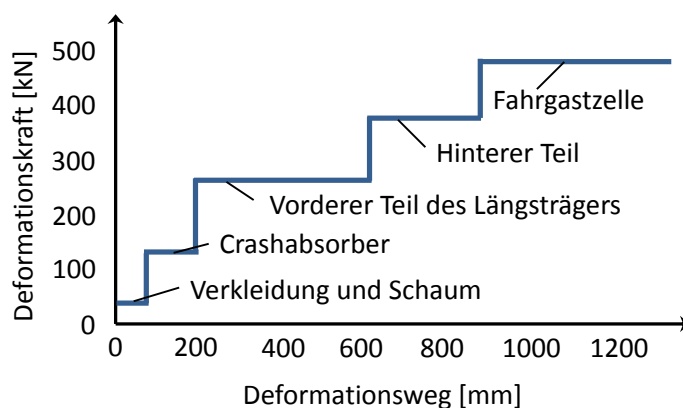 Deformationskraft [kN]
500
400
300
200
100
0
Fahrgastzelle
Hinterer Teil
Vorderer Teil des Längsträgers
Crashabsorber
Verkleidung und Schaum
0 200 400 600 800 1000 1200
Deformationsweg [mm]